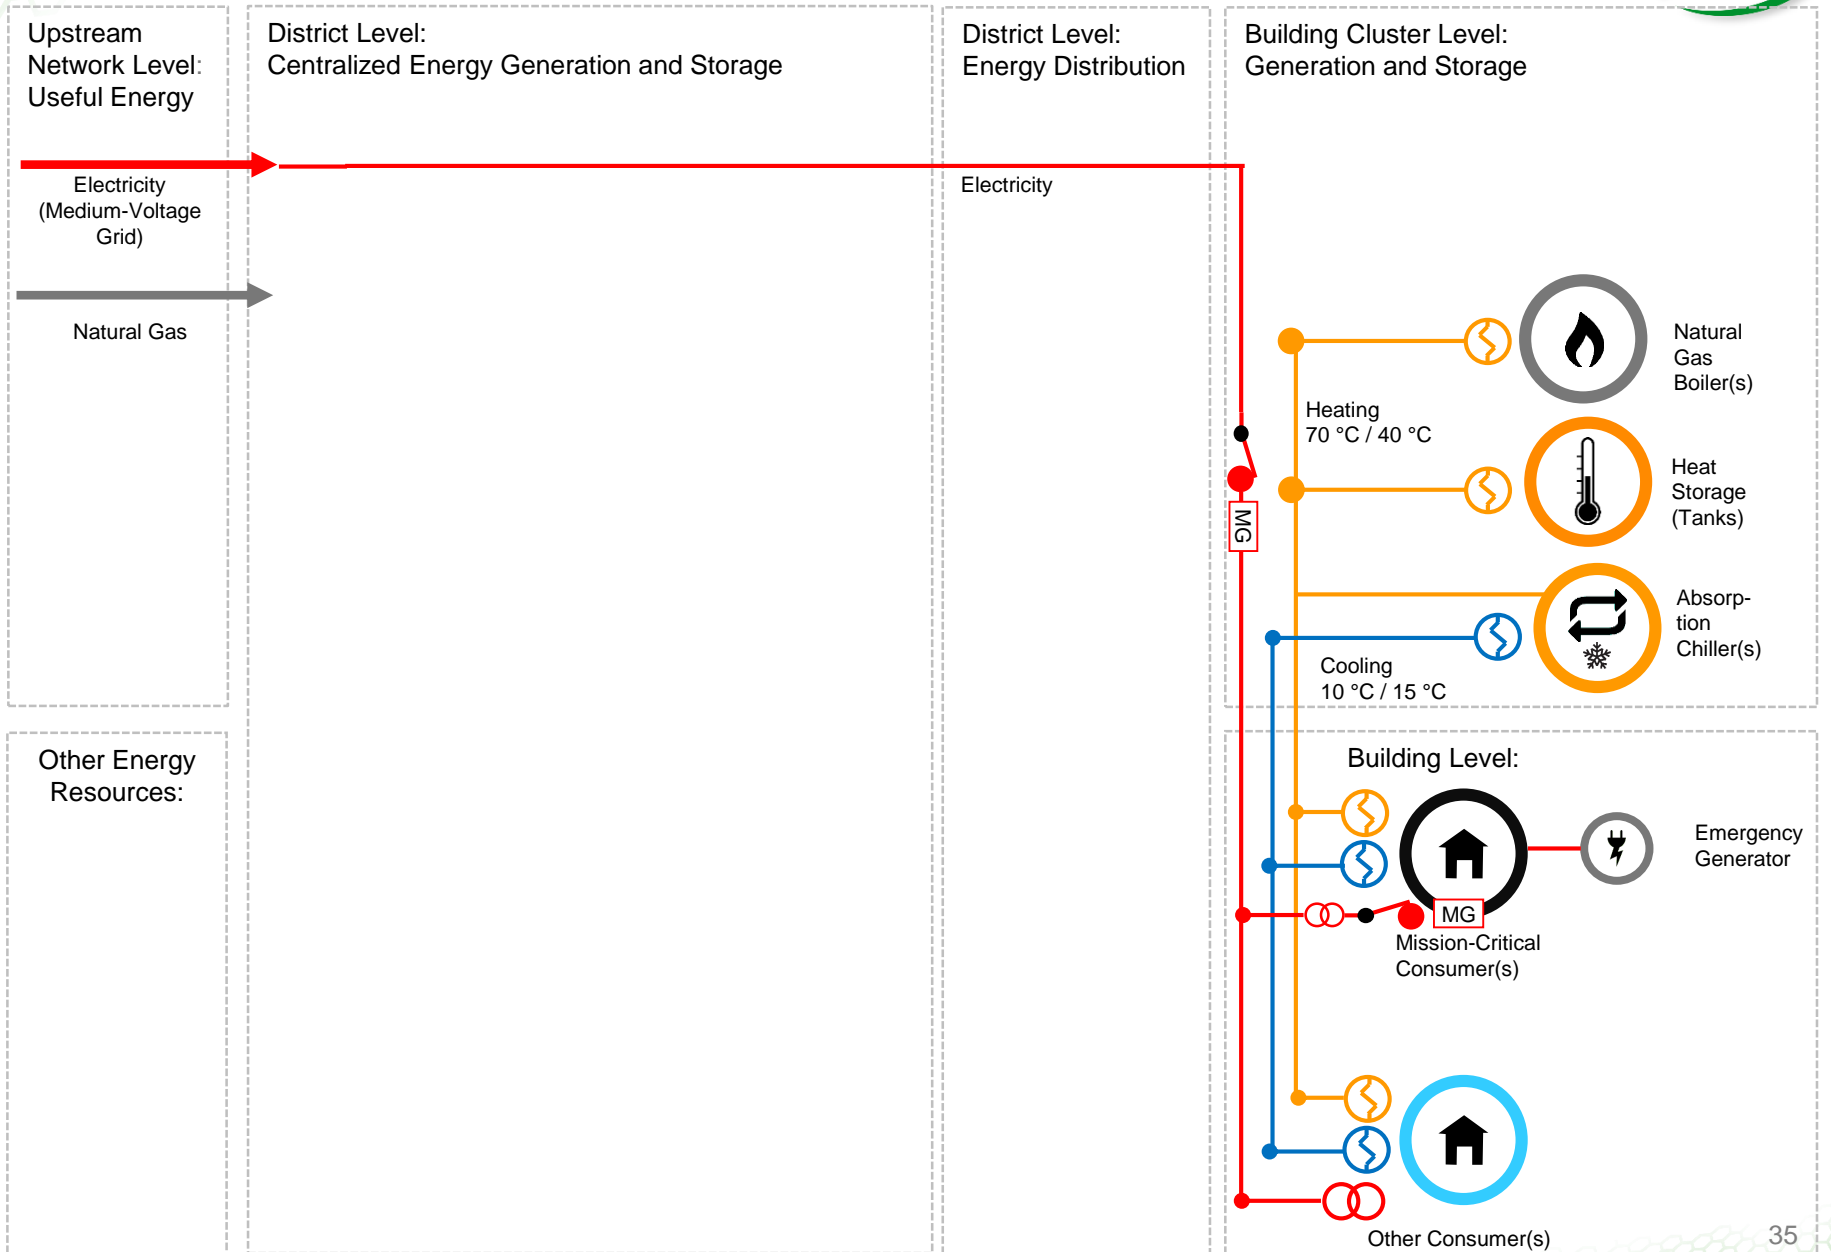 Upstream
Network Level:
Useful Energy
District Level:
Centralized Energy Generation and Storage
District Level:
Energy Distribution
Building Cluster Level:
Generation and Storage
Electricity
(Medium-Voltage
Grid)
Electricity
Natural Gas
Natural
Gas
Boiler(s)
Heating
70 °C / 40 °C
Heat
Storage
(Tanks)
MG
Absorp-
tion
Chiller(s)
Cooling
10 °C / 15 °C
Other Energy
Resources:
Building Level:
Emergency
Generator
MG
Mission-Critical
Consumer(s)
Other Consumer(s)
35